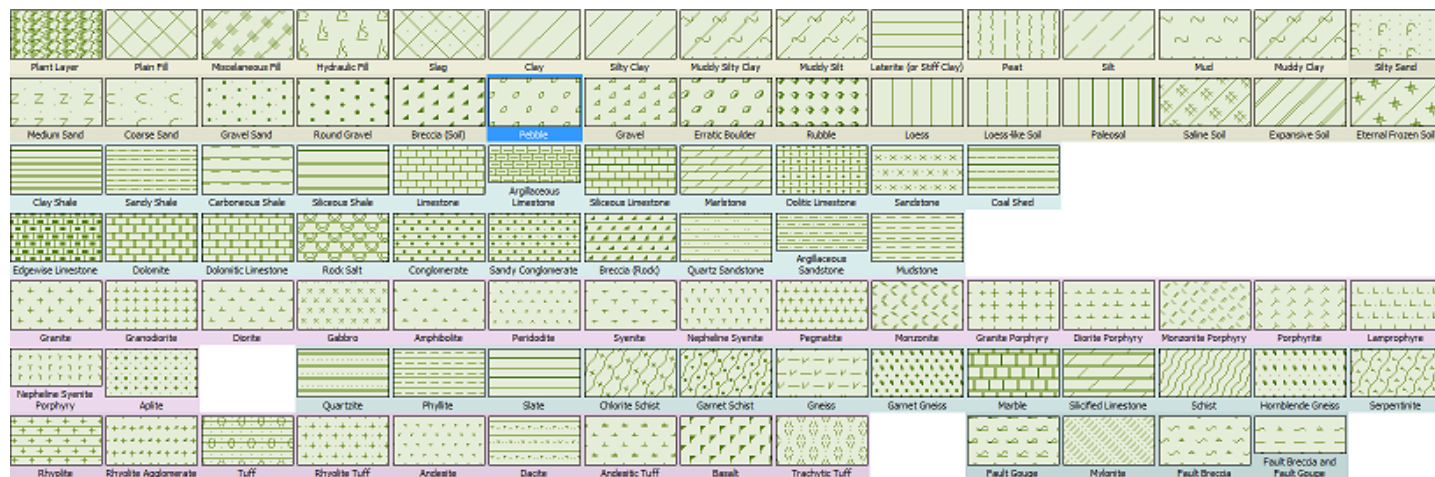 Plant Layer Plain Fill Miscelaneous Fill Hydraulic Fill Slag Clay Silty Clay Muddy Silty Clay Muddy Silt Laterite (or Stiff Clay) Peat Silt Mud Muddy Clay Silty Sand
Medium Sand Coarse Sand Gravel Sand Round Gravel Breccia (Soil) Pebble Gravel Erratic Boulder Rubble Loess Loess-like Soil Paleosol Saline Soil Expansive Soil Eternal Frozen Soil
Clay Shale Sandy Shale Carboneous Shale Siliceous Shale Limestone Argillaceous Limestone Siliceous Limestone Marlstone Oolitic Limestone Sandstone Coal Shed
Edgewise Limestone Dolomite Dolomitic Limestone Rock Salt Conglomerate Sandy Conglomerate Breccia (Rock) Quartz Sandstone Argillaceous Sandstone Mudstone
Granite Granodiorite Diorite Gabbro Amphibolite Peridodite Syenite Nepheline Syenite Pegmatite Monzonite Granite Porphyry Diorite Porphyry Monzonite Porphyry Porphyrite Lamprophyre
Nepheline Syenite Porphyry Aplite Quartzite Phyllite Slate Chlorite Schist Garnet Schist Gneiss Garnet Gneiss Marble Silicified Limestone Schist Hornblende Gneiss Serpentinite
Rhyolite Rhyolite Agglomerate Tuff Rhyolite Tuff Andesite Dacite Andesitic Tuff Basalt Trachytic Tuff Fault Gouge Mylonite Fault Breccia Fault Breccia and Fault Gouge